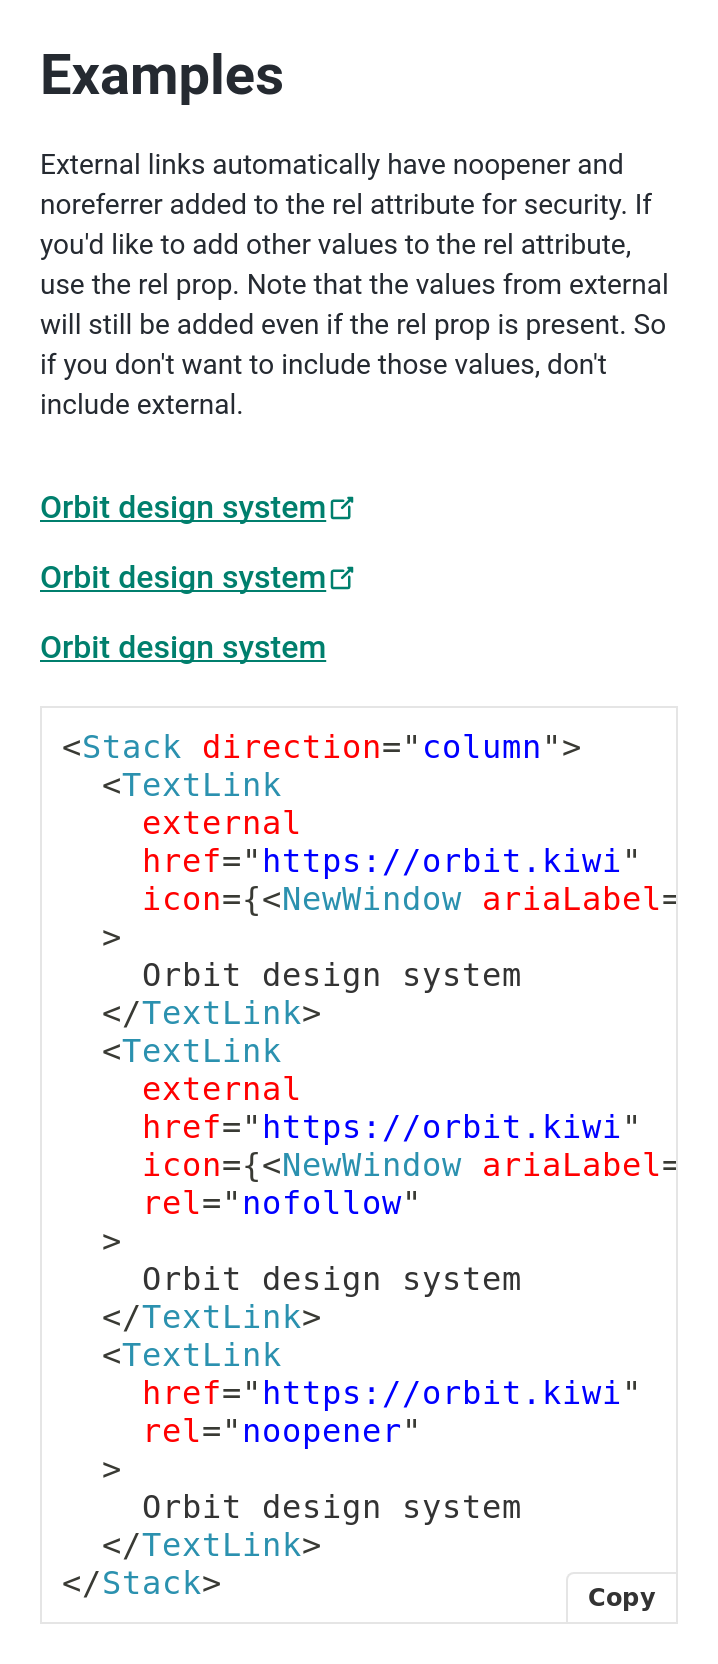 Examples
External links automatically have noopener and
noreferrer added to the rel attribute for security. If
you'd like to add other values to the rel attribute,
use the rel prop. Note that the values from external
will still be added even if the rel prop is present. So
if you don't want to include those values, don't
include external.
Orbit design system
Orbit design system
Orbit design system
<Stack direction="column">
  <TextLink
    external
    href="https://orbit.kiwi"
    icon={<NewWindow ariaLabel=
  >
    Orbit design system
  </TextLink>
  <TextLink
    external
    href="https://orbit.kiwi"
    icon={<NewWindow ariaLabel=
    rel="nofollow"
  >
    Orbit design system
  </TextLink>
  <TextLink
    href="https://orbit.kiwi"
    rel="noopener"
  >
    Orbit design system
  </TextLink>
</Stack>
Copy